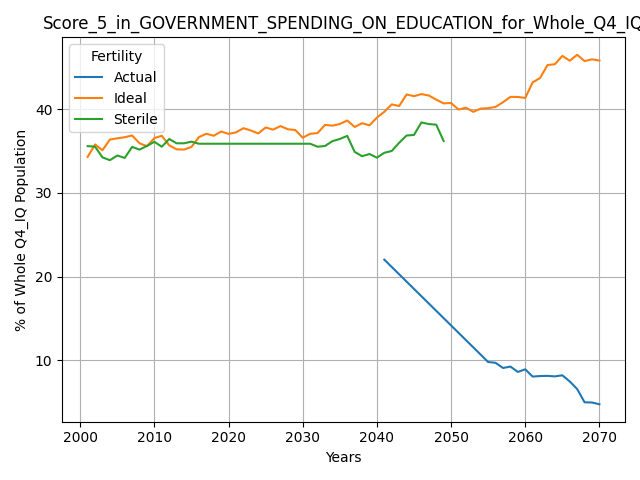 Score_5_in_GOVERNMENT_SPENDING_ON_EDUCATION_for_Whole_Q4_IQ
Fertility
Actual
Ideal
Sterile
% of Whole Q4_IQ Population
40
30
20
10
2000 2010 2020 2030 2040 2050 2060 2070
Years